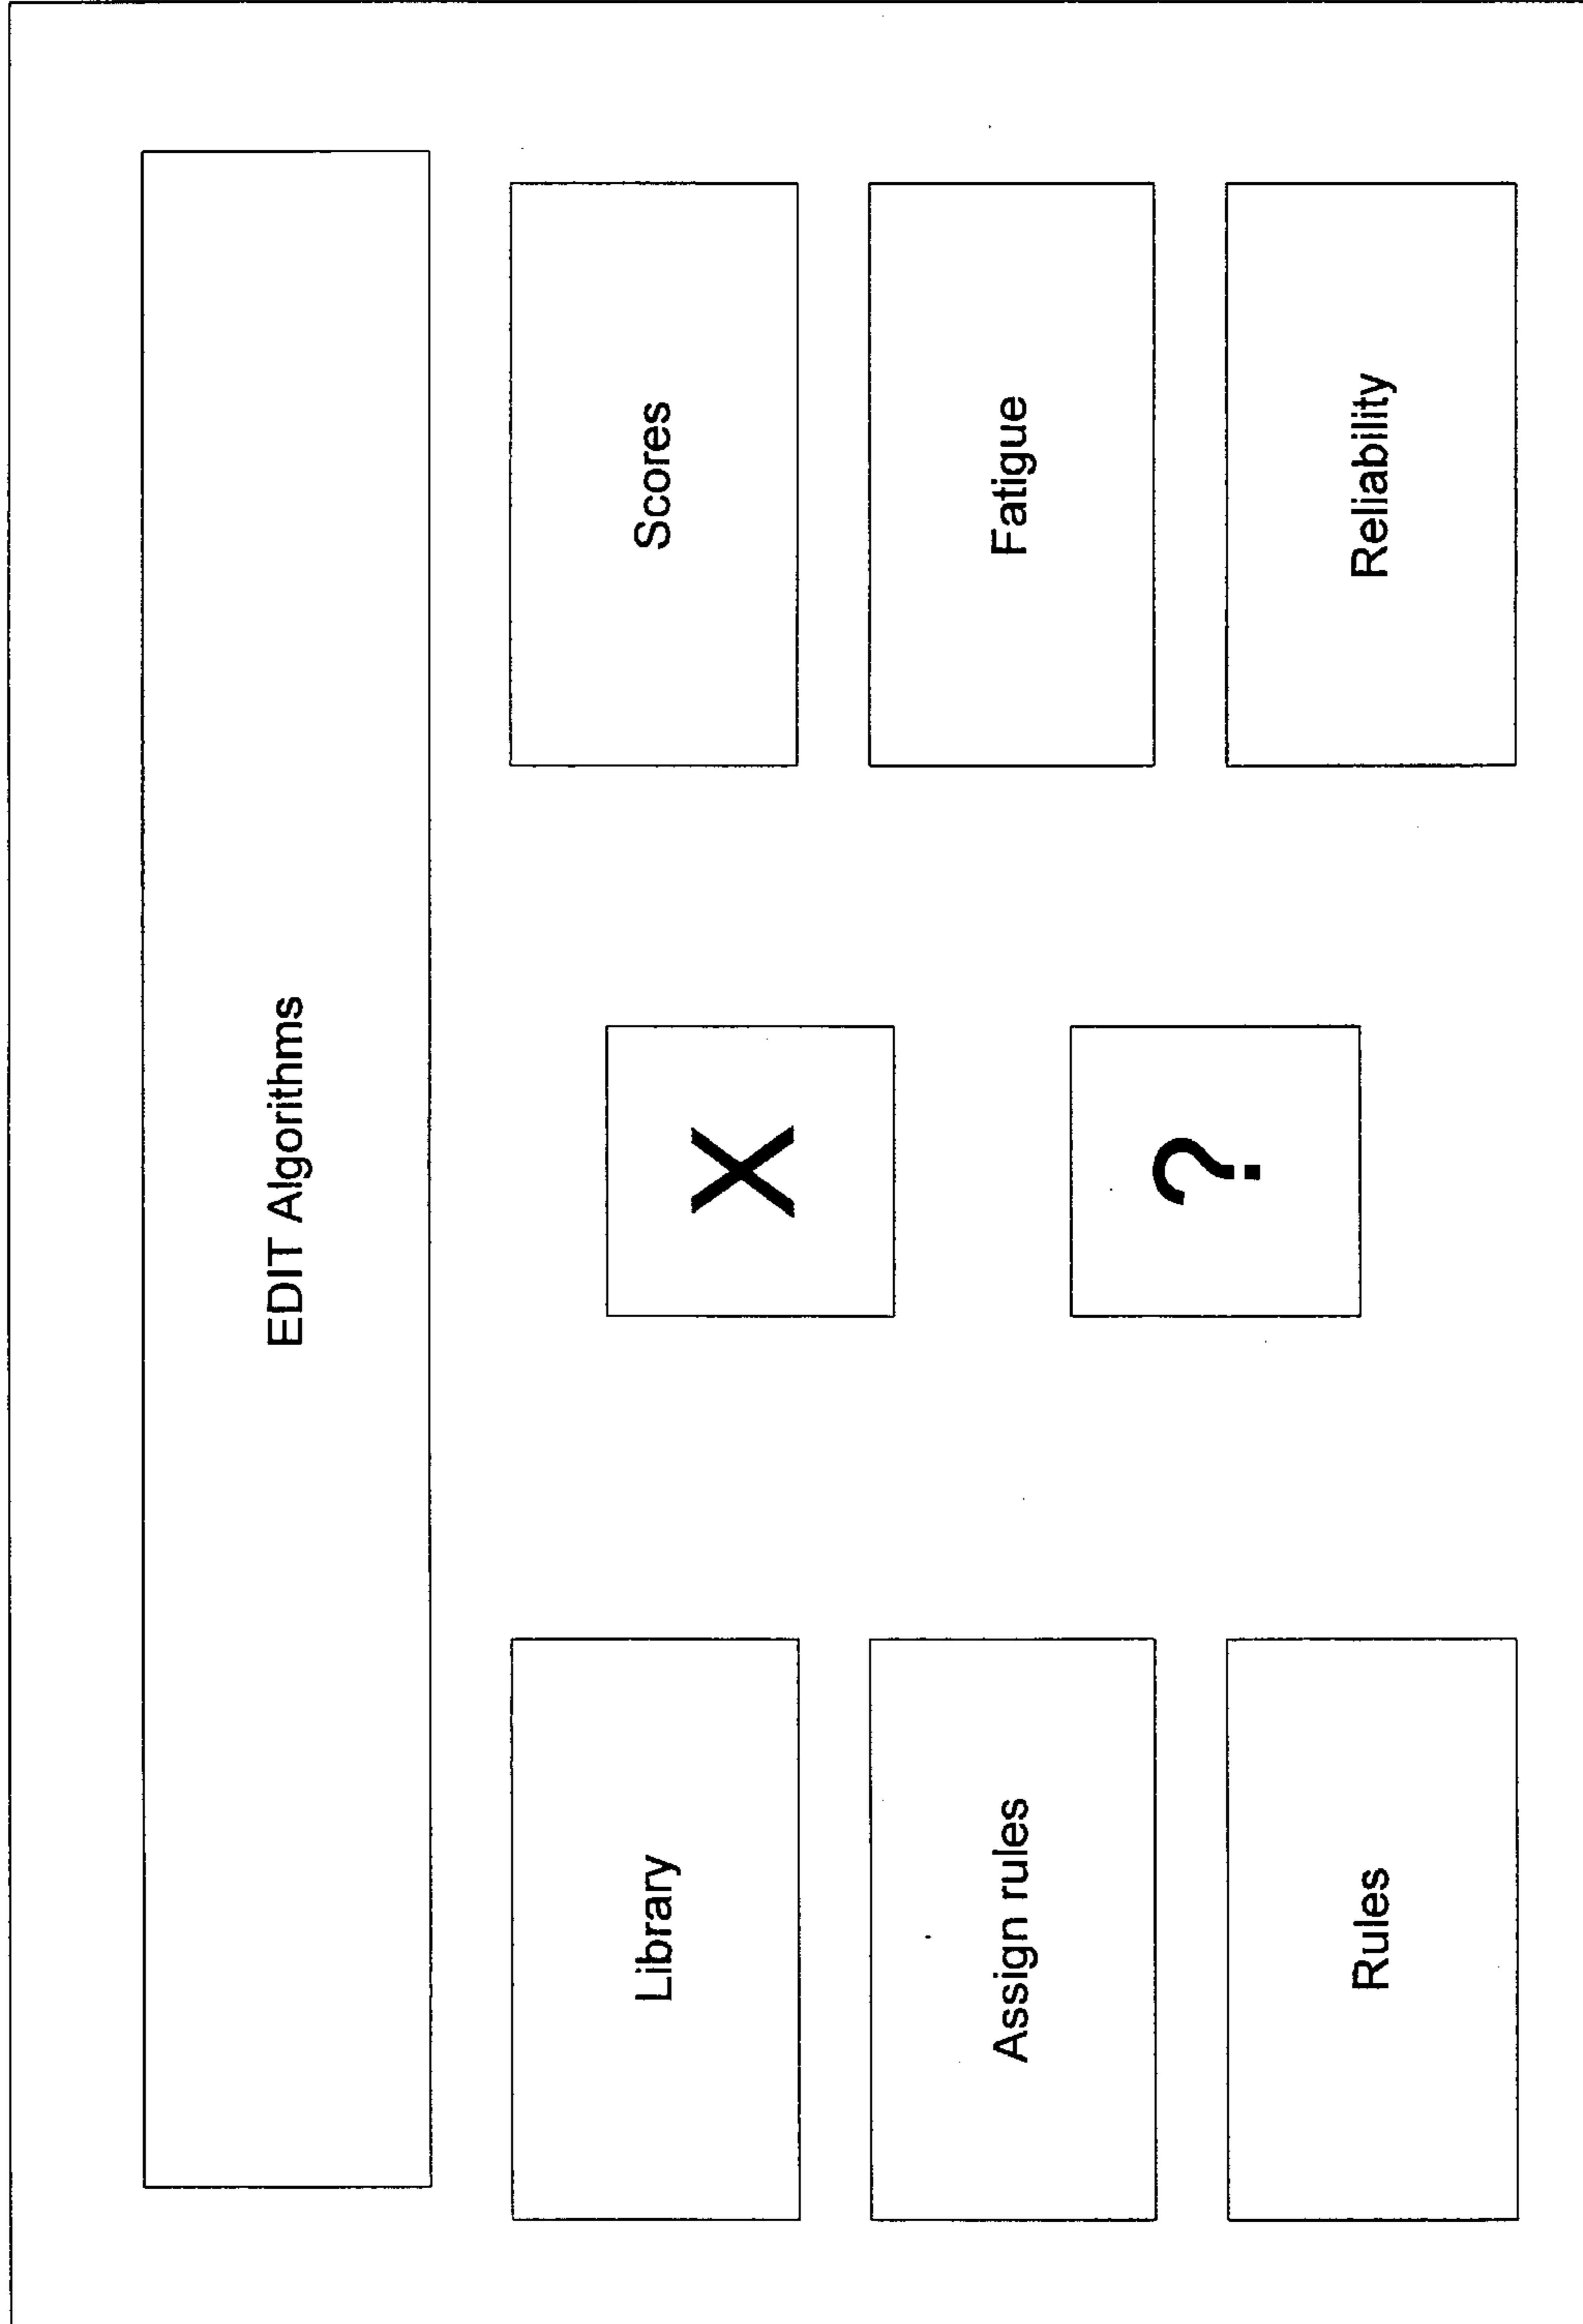 EDIT Algorithms
Library
X
Scores
Assign rules
?
Fatigue
Rules
Reliability